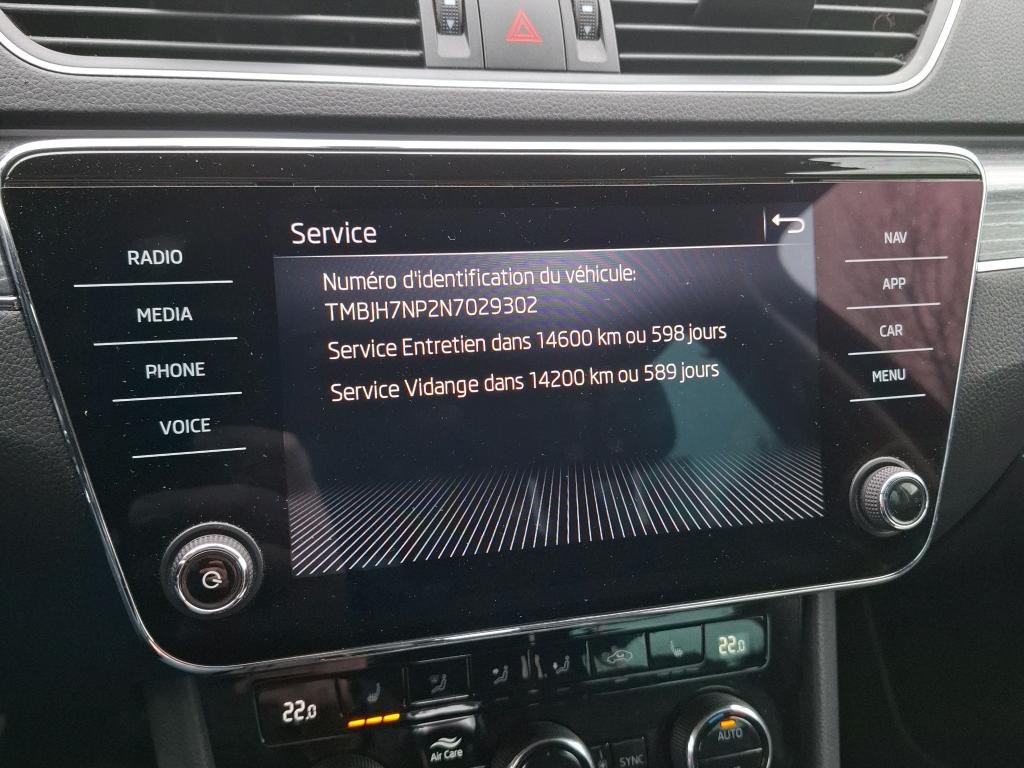 Service
Numéro d'identification du véhicule:
TMBJH7NP2N7029302
Service Entretien dans 14600 km ou 598 jours
Service Vidange dans 14200 km ou 589 jours
RADIO
MEDIA
PHONE
VOICE
NAV
APP
CAR
MENU
22.0
22.0
Air Care
SYNC
AUTO